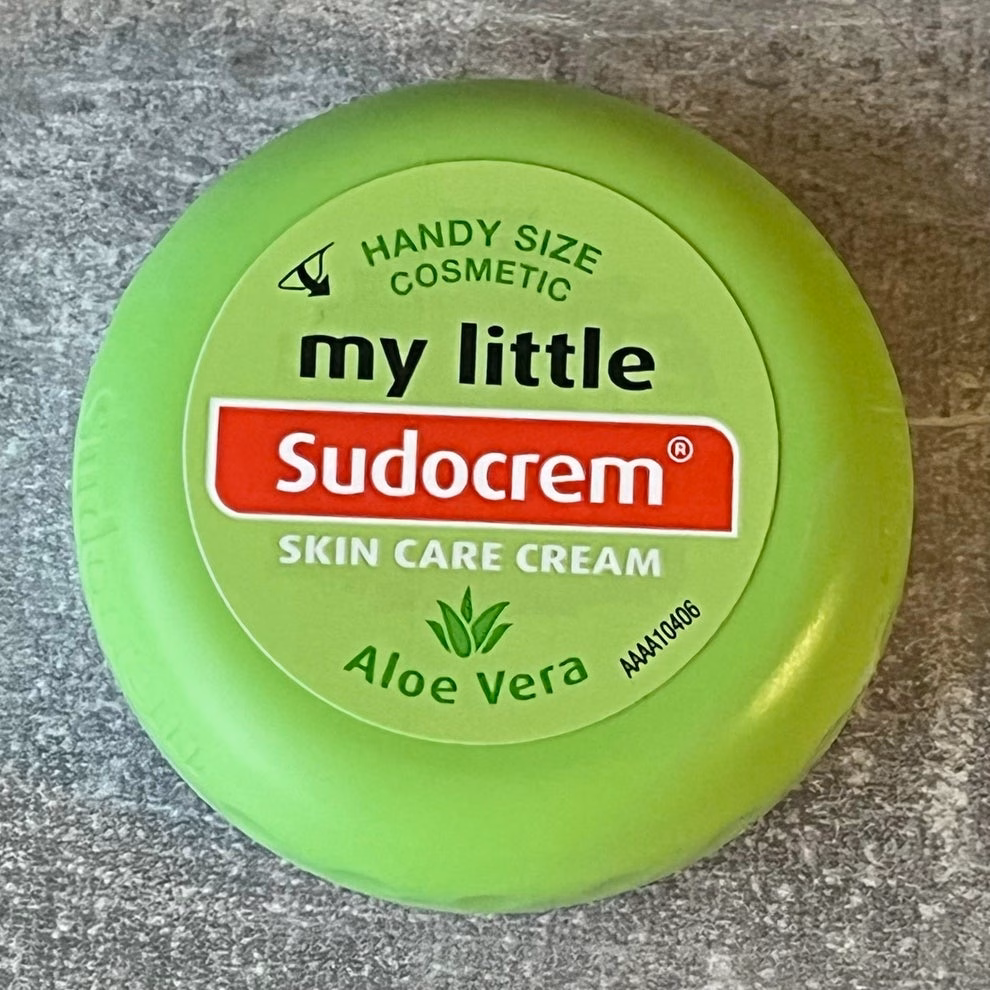 HANDY SIZE
COSMETIC
my little
Sudocrem®
SKIN CARE CREAM
Aloe Vera
AAAA10406